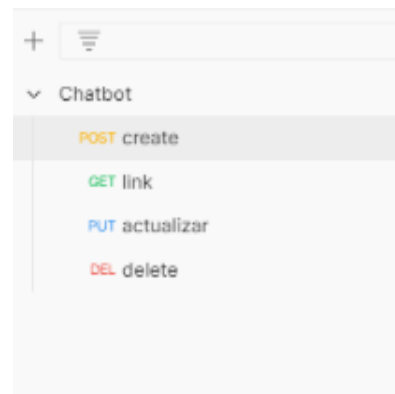 Chatbot
POST create
GET link
PUT actualizar
DEL delete